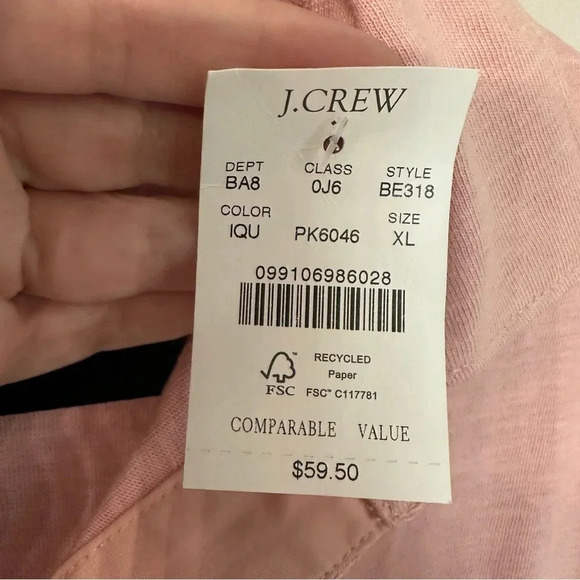 J.CREW
DEPT CLASS STYLE
BA8 0J6 BE318
COLOR SIZE
IQU PK6046 XL
099106986028
RECYCLED
Paper
FSC™ FSC™ C117781
COMPARABLE VALUE
$59.50